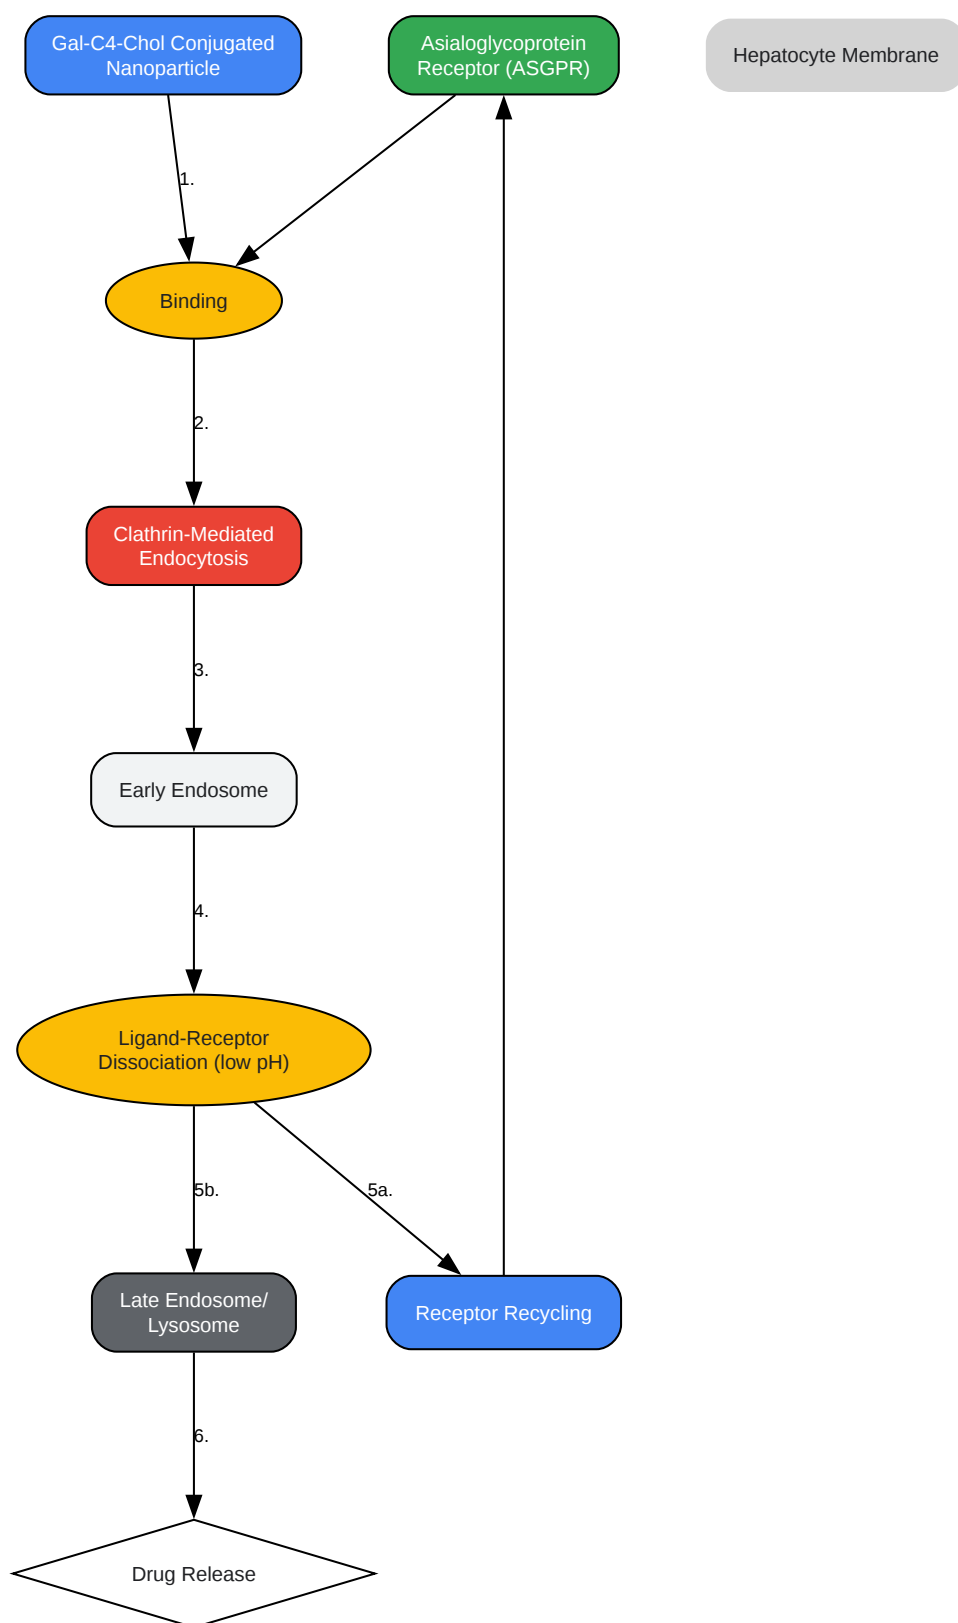 Gal-C4-Chol Conjugated
Nanoparticle
Asialoglycoprotein
Receptor (ASGPR)
Hepatocyte Membrane
1.
Binding
2.
Clathrin-Mediated
Endocytosis
3.
Early Endosome
4.
Ligand-Receptor
Dissociation (low pH)
5b.
5a.
Late Endosome/
Lysosome
Receptor Recycling
6.
Drug Release